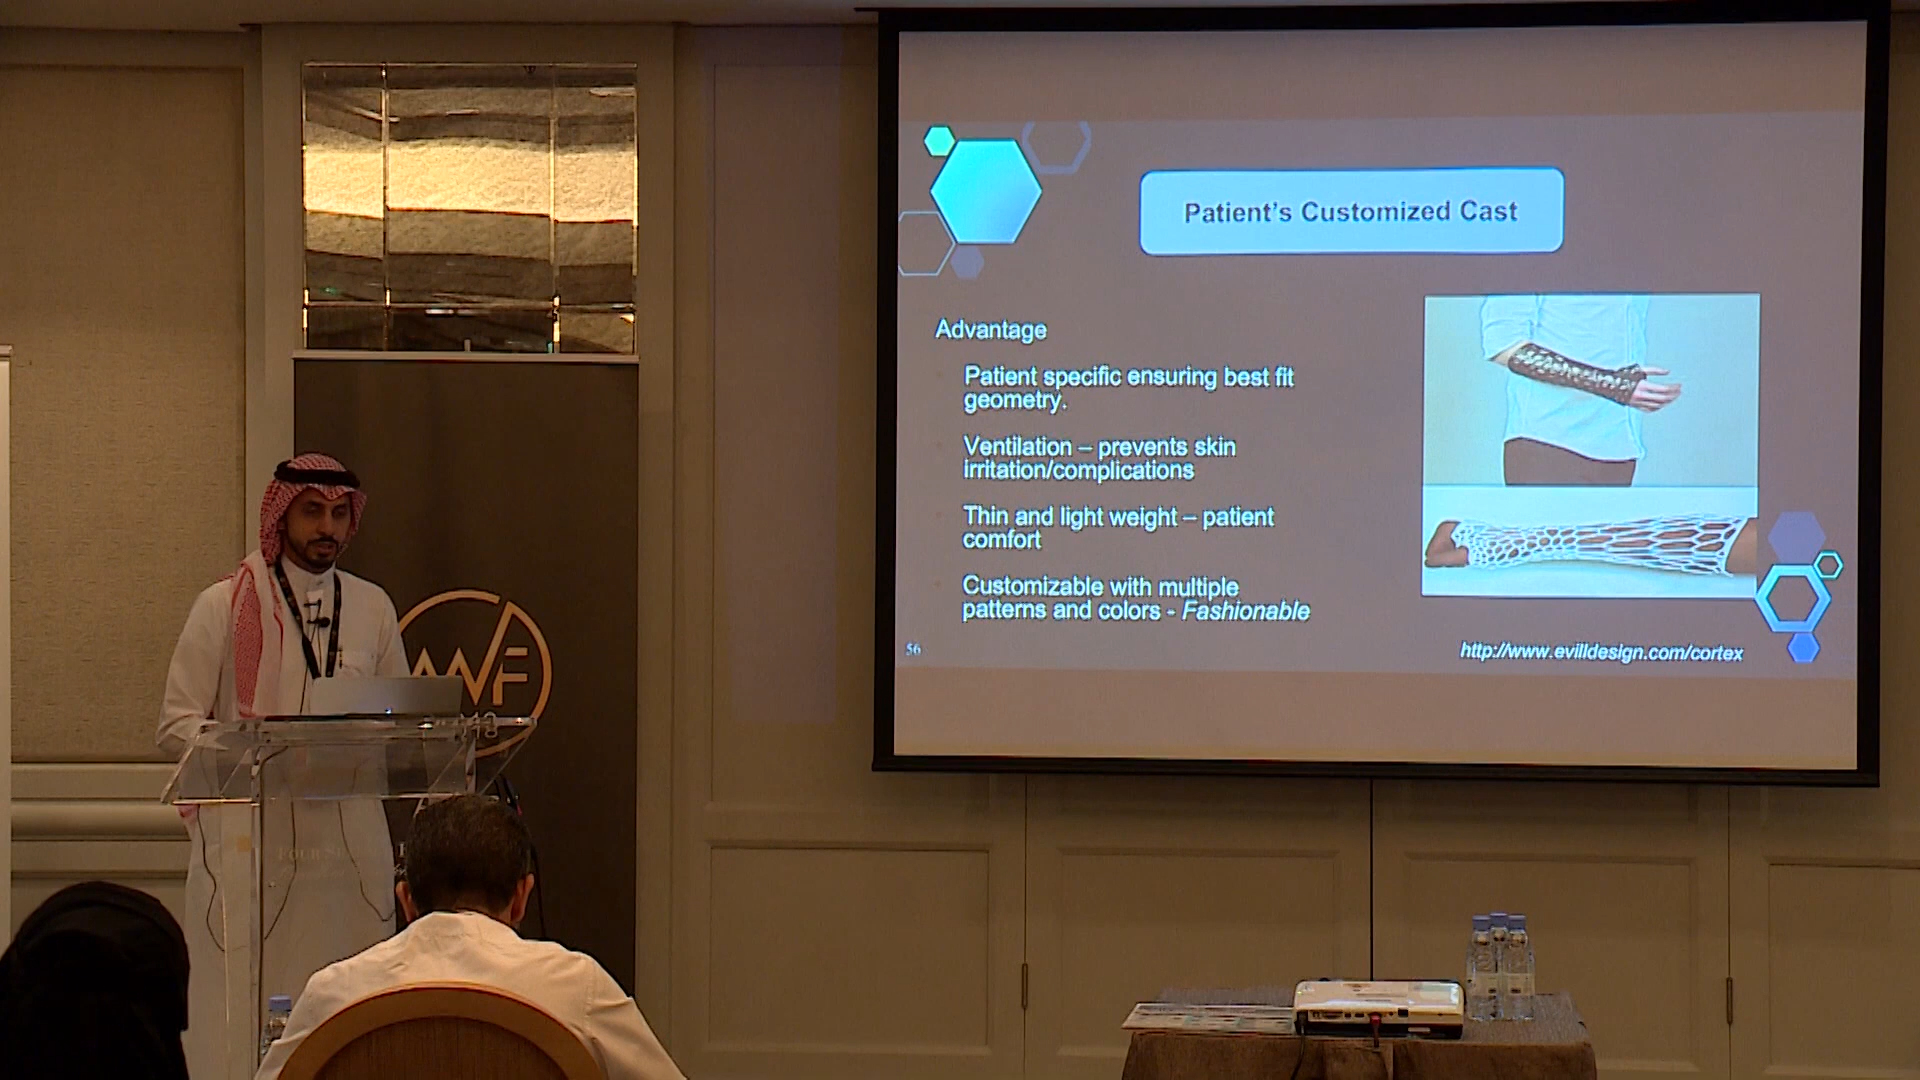 Patient's Customized Cast
Advantage
Patient specific ensuring best fit
geometry.
Ventilation – prevents skin
irritation/complications
Thin and light weight – patient
comfort
Customizable with multiple
patterns and colors - Fashionable
56
http://www.evilldesign.com/cortex